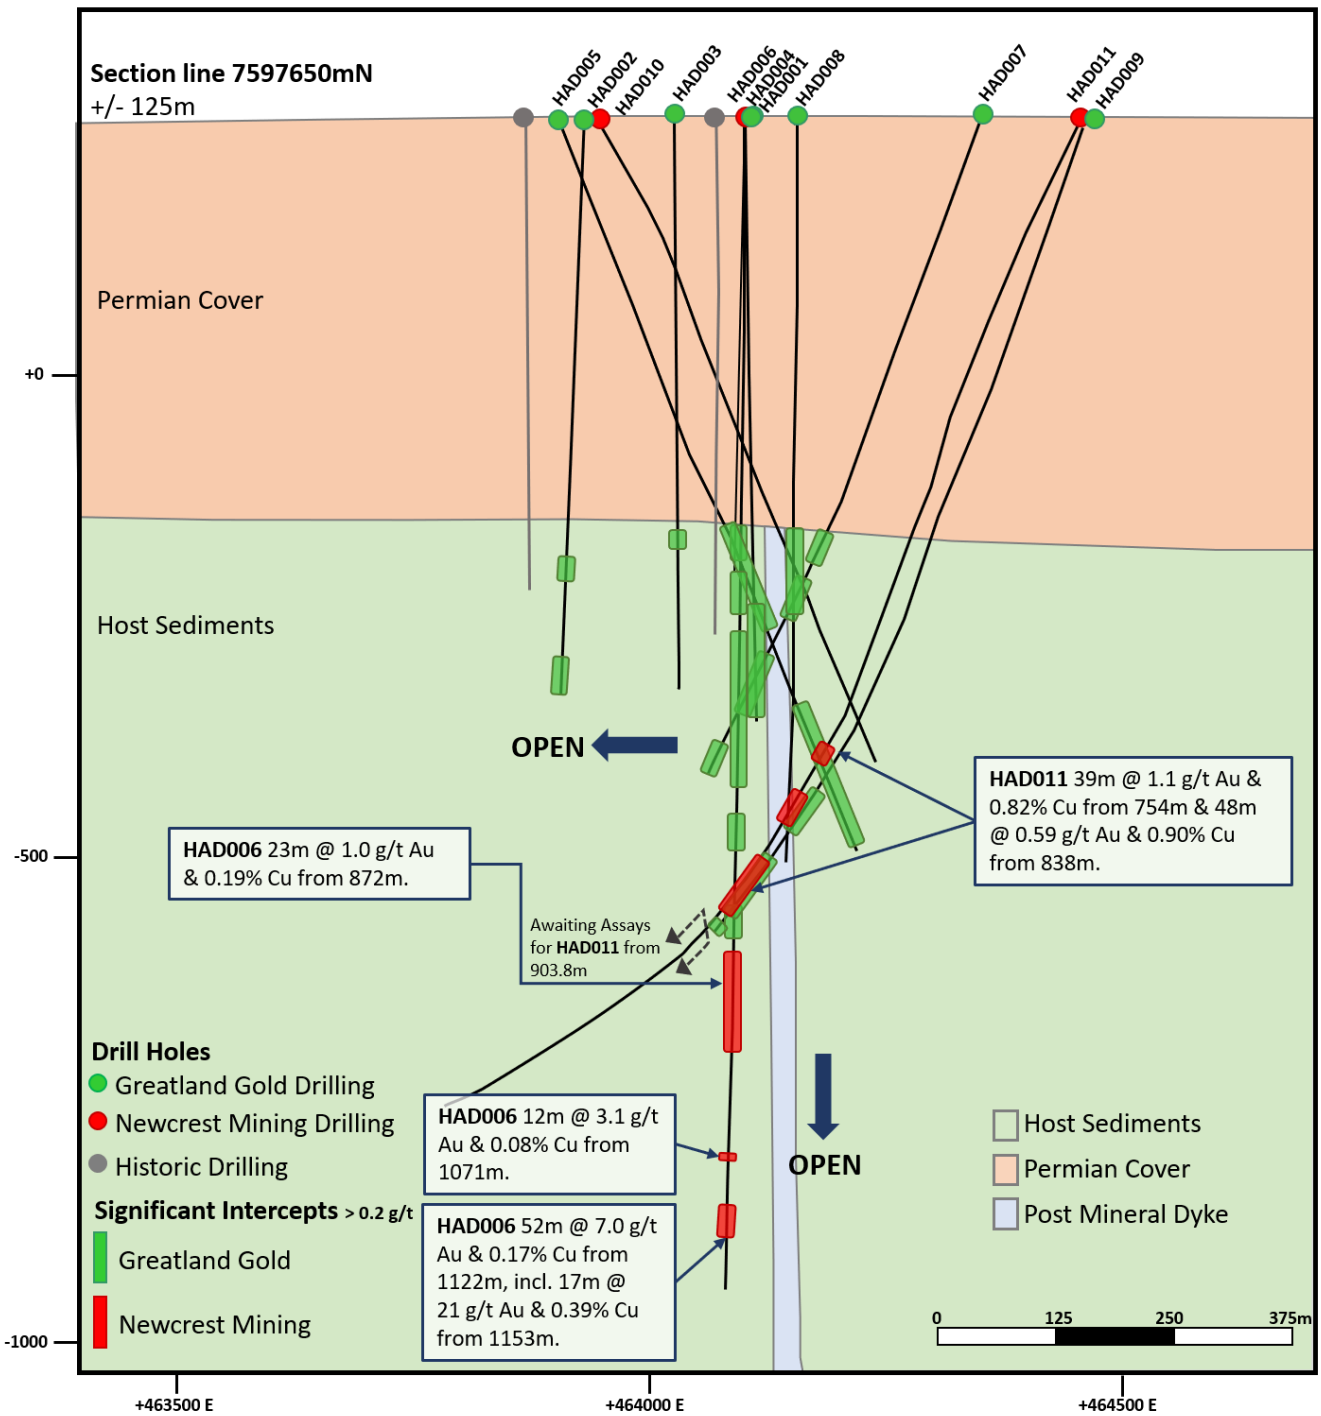 Section line 7597650mN
+/- 125m
HAD005
HAD002
HAD010
HAD003
HAD006
HAD004
HAD001
HAD008
HAD007
HAD011
HAD009
Permian Cover
+0
Host Sediments
OPEN
HAD011 39m @ 1.1 g/t Au &
0.82% Cu from 754m & 48m
@ 0.59 g/t Au & 0.90% Cu
from 838m.
-500
HAD006 23m @ 1.0 g/t Au
& 0.19% Cu from 872m.
Awaiting Assays
for HAD011 from
903.8m
Drill Holes
Greatland Gold Drilling
Newcrest Mining Drilling
Historic Drilling
Significant Intercepts > 0.2 g/t
Greatland Gold
Newcrest Mining
HAD006 12m @ 3.1 g/t
Au & 0.08% Cu from
1071m.
HAD006 52m @ 7.0 g/t
Au & 0.17% Cu from
1122m, incl. 17m @
21 g/t Au & 0.39% Cu
from 1153m.
OPEN
Host Sediments
Permian Cover
Post Mineral Dyke
0 125 250 375m
-1000
+463500 E
+464000 E
+464500 E